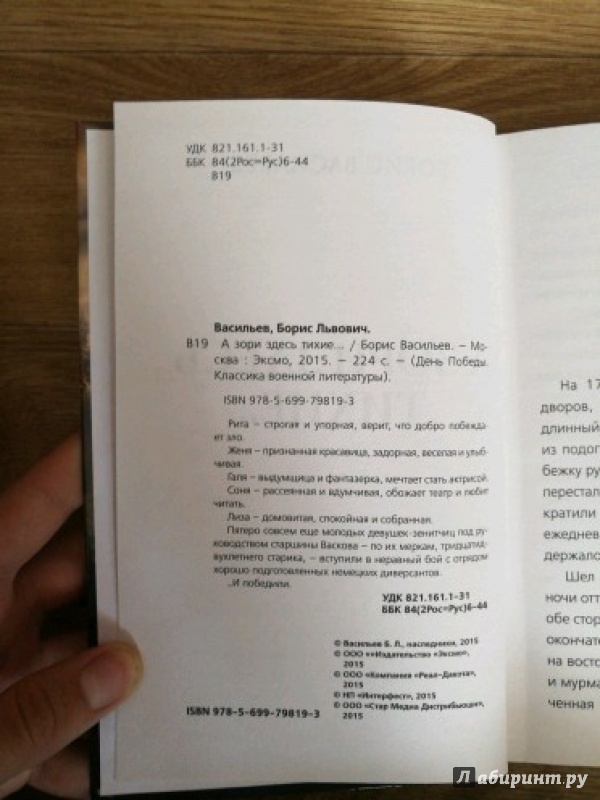 УДК 821.161.1-31
ББК 84(2Рос=Рус)6-44
819
Васильев, Борис Львович.
В19 А зори здесь тихие... / Борис Васильев. – Мос-
сква : Эксмо, 2015. – 224 с. – (День Победы.
Классика военной литературы).
ISBN 978-5-699-79819-3
Рита – строгая и упорная, верит, что добро побежда-
ет зло.
Женя – признанная красавица, задорная, веселая и улыб-
чивая.
Галя – выдумщица и фантазерка, мечтает стать актрисой.
Соня – рассеянная и вдумчивая, обожает театр и любит
читать.
Лиза – домовитая, спокойная и собранная.
Пятеро совсем еще молодых девушек-зенитчиц под ру-
ководством старшины Васкова – по их меркам, тридцати-
двухлетнего старика, – вступили в неравный бой с отрядом
хорошо подготовленных немецких диверсантов.
..И победили.
УДК 821.161.1-31
ББК 84(2Рос=Рус)6-44
© Васильев Б. Л., наследники, 2015
© ООО «Издательство «Эксмо»,
2015
© ООО «Компания «Реал-Дакота»,
2015
© НП «Интерфест», 2015
© ООО «Стар Медиа Дистрибьюшн»,
2015
ISBN 978-5-699-79819-3
На 17
дворов,
длинный
из подог
бежку ру
перестал
кратили
ежеднев
держало
Шел
ночи отт
обе стор
окончате
на восто
и мурма
ченная
Лабиринт.ру